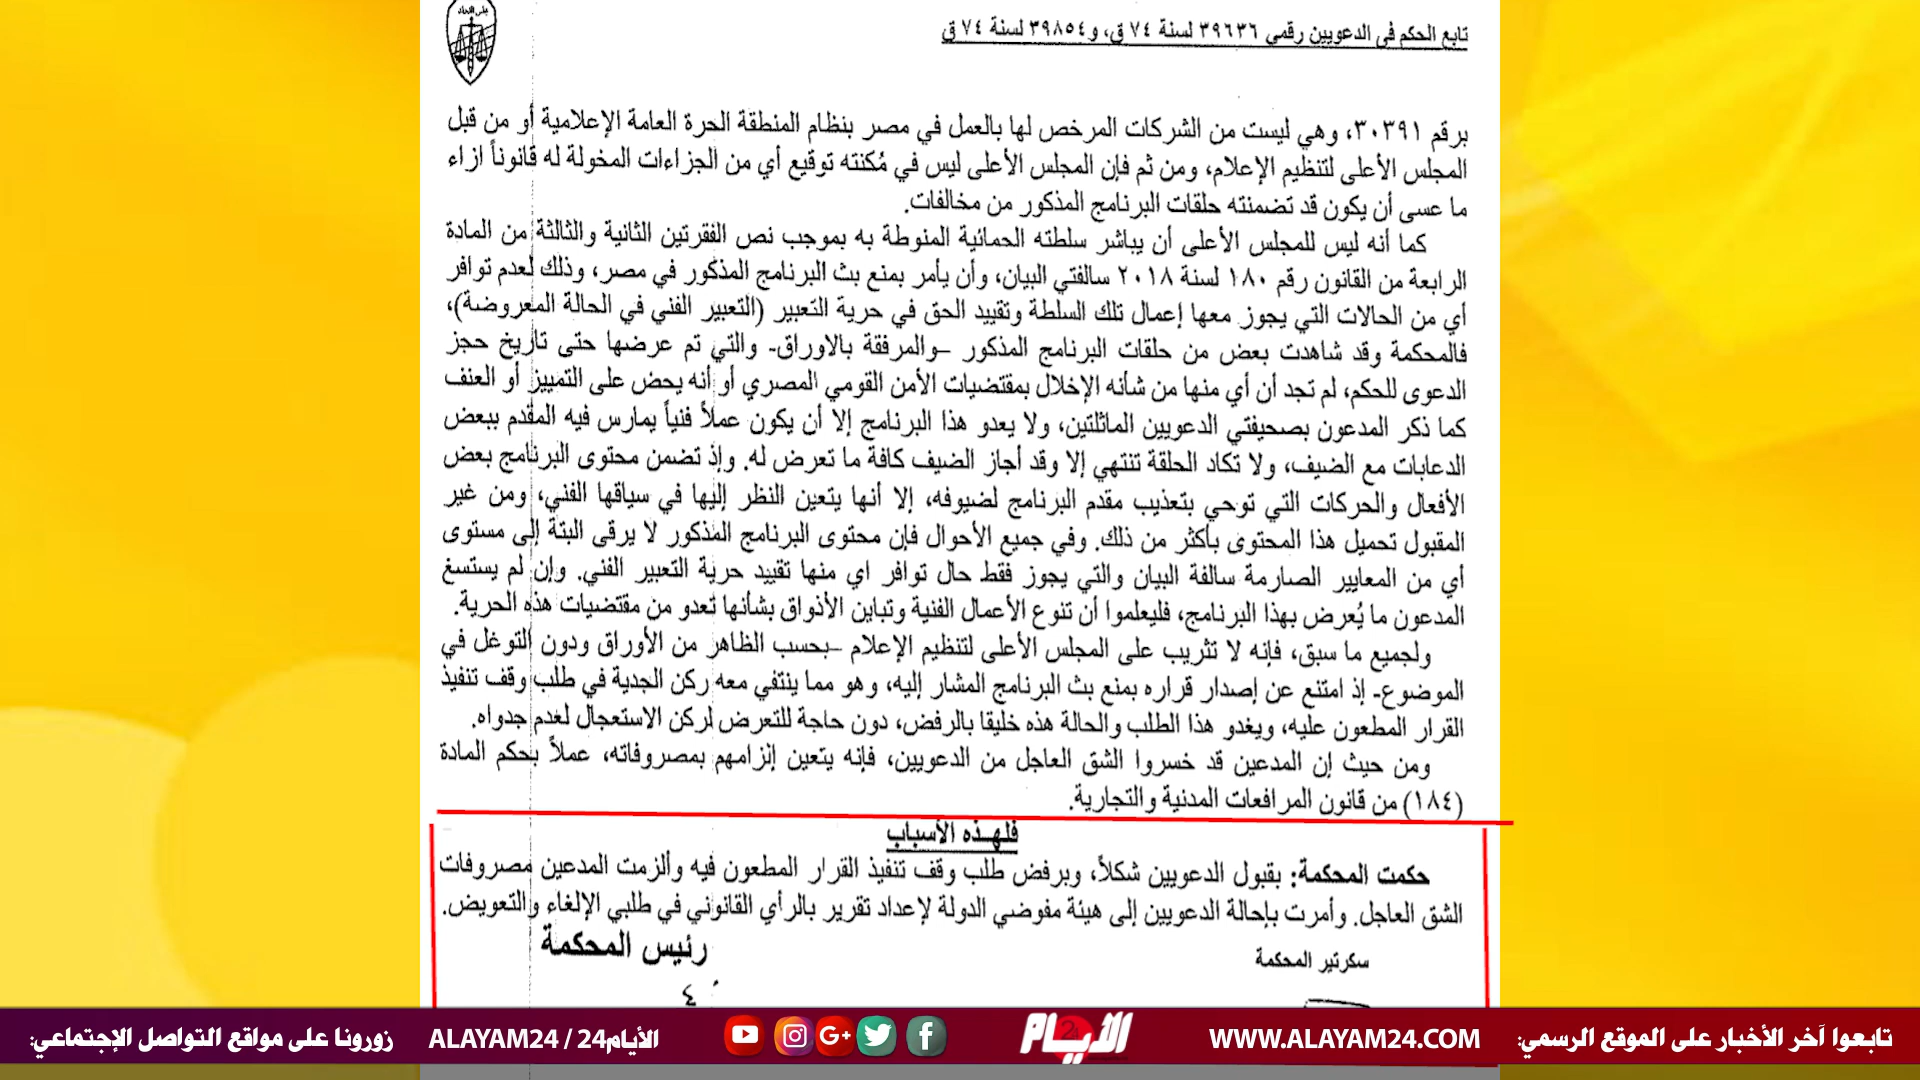 على الاتحاد
تابع الحكم في الدعويين رقمي ٣٩٦٣٦ لسنة ٧٤ ق، و٣٩٨٥٤ لسنة ٧٤ ق
برقم ٣٠٣٩١، وهي ليست من الشركات المرخص لها بالعمل في مصر بنظام المنطقة الحرة العامة الإعلامية أو من قبل
المجلس الأعلى لتنظيم الإعلام، ومن ثم فإن المجلس الأعلى ليس في مُكنته توقيع أي من الجزاءات المخولة له قانوناً ازاء
ما عسى أن يكون قد تضمنته حلقات البرنامج المذكور من مخالفات.
كما أنه ليس للمجلس الأعلى أن يباشر سلطته الحمائية المنوطة به بموجب نص الفقرتين الثانية والثالثة من المادة
الرابعة من القانون رقم ١٨٠ لسنة ٢٠١٨ سالفتي البيان، وأن يأمر بمنع بث البرنامج المذكور في مصر، وذلك لعدم توافر
أي من الحالات التي يجوز معها إعمال تلك السلطة وتقييد الحق في حرية التعبير (التعبير الفني في الحالة المعروضة)،
فالمحكمة وقد شاهدت بعض من حلقات البرنامج المذكور –والمرفقة بالاوراق- والتي تم عرضها حتى تاريخ حجز
الدعوى للحكم، لم تجد أن أي منها من شأنه الإخلال بمقتضيات الأمن القومي المصري أو أنه يحض على التمييز أو العنف
كما ذكر المدعون بصحيفتي الدعويين الماثلتين، ولا يعدو هذا البرنامج إلا أن يكون عملاً فنياً يمارس فيه المقدم ببعض
الدعابات مع الضيف، ولا تكاد الحلقة تنتهي إلا وقد أجاز الضيف كافة ما تعرض له. وإذ تضمن محتوى البرنامج بعض
الأفعال والحركات التي توحي بتعذيب مقدم البرنامج لضيوفه، إلا أنها يتعين النظر إليها في سياقها الفني، ومن غير
المقبول تحميل هذا المحتوى بأكثر من ذلك. وفي جميع الأحوال فإن محتوى البرنامج المذكور لا يرقى البتة إلى مستوى
أي من المعايير الصارمة سالفة البيان والتي يجوز فقط حال توافر اي منها تقييد حرية التعبير الفني. وإن لم يستسغ
المدعون ما يُعرض بهذا البرنامج، فليعلموا أن تنوع الأعمال الفنية وتباين الأذواق بشأنها تعدو من مقتضيات هذه الحرية.
ولجميع ما سبق، فإنه لا تثريب على المجلس الأعلى لتنظيم الإعلام –بحسب الظاهر من الأوراق ودون التوغل في
الموضوع- إذ امتنع عن إصدار قراره بمنع بث البرنامج المشار إليه، وهو مما ينتفي معه ركن الجدية في طلب وقف تنفيذ
القرار المطعون عليه، ويغدو هذا الطلب والحالة هذه خليقا بالرفض، دون حاجة للتعرض لركن الاستعجال لعدم جدواه.
ومن حيث إن المدعين قد خسروا الشق العاجل من الدعويين، فإنه يتعين إلزامهم بمصروفاته، عملاً بحكم المادة
(١٨٤) من قانون المرافعات المدنية والتجارية.
فلهـذه الأسباب
حكمت المحكمة: بقبول الدعويين شكلاً، وبرفض طلب وقف تنفيذ القرار المطعون فيه وألزمت المدعين مصروفات
الشق العاجل. وأمرت بإحالة الدعويين إلى هيئة مفوضي الدولة لإعداد تقرير بالرأي القانوني في طلبي الإلغاء والتعويض.
سكرتير المحكمة
رئيس المحكمة
٤
تابعوا آخر الأخبار على الموقع الرسمي: WWW.ALAYAM24.COM الأيام 24 الأيام24 / ALAYAM24 زورونا على مواقع التواصل الإجتماعي: